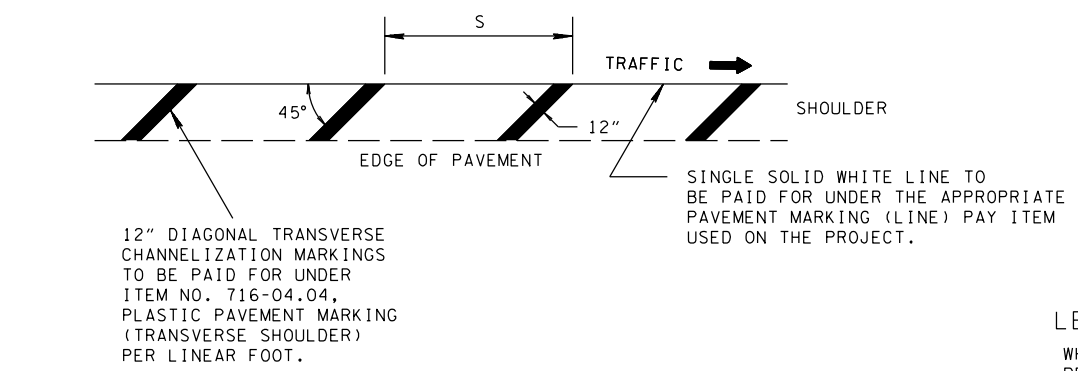 S
TRAFFIC
SHOULDER
45°
12"
EDGE OF PAVEMENT
SINGLE SOLID WHITE LINE TO
BE PAID FOR UNDER THE APPROPRIATE
PAVEMENT MARKING (LINE) PAY ITEM
USED ON THE PROJECT.
12" DIAGONAL TRANSVERSE
CHANNELIZATION MARKINGS
TO BE PAID FOR UNDER
ITEM NO. 716-04.04,
PLASTIC PAVEMENT MARKING
(TRANSVERSE SHOULDER)
PER LINEAR FOOT.